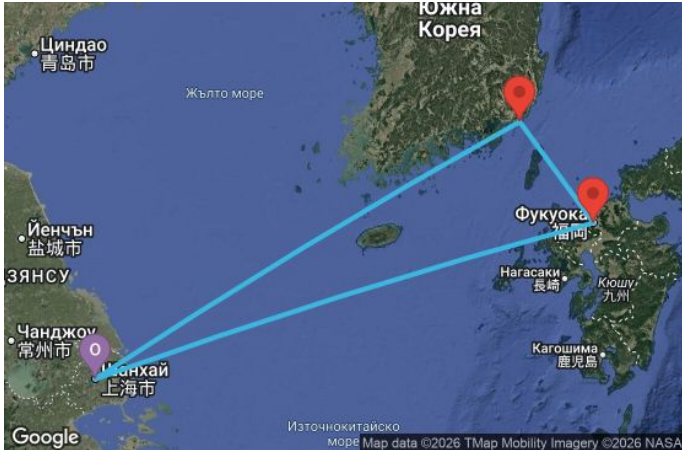 Южна
Корея
Циндао
青岛市
Жълто море
Йенчън
盐城市
ЗЯНСУ
Фукуока
福岡
Нагасаки
長崎
Кюшу
九州
Чанджоу
常州市
O
Шанхай
上海市
Кагошима
鹿児島
Източнокитайско
море
Google
Map data ©2026 TMap Mobility Imagery ©2026 NASA